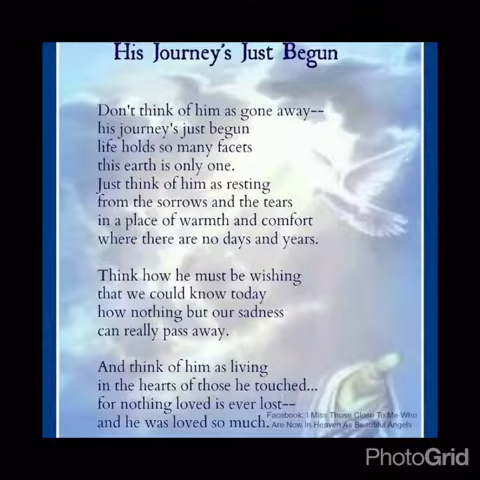 His Journey's Just Begun
Don't think of him as gone away--
his journey's just begun
life holds so many facets
this earth is only one.
Just think of him as resting
from the sorrows and the tears
in a place of warmth and comfort
where there are no days and years.
Think how he must be wishing
that we could know today
how nothing but our sadness
can really pass away.
And think of him as living
in the hearts of those he touched...
for nothing loved is ever lost--
and he was loved so much.
Facebook: I Miss Those Close To Me Who
Are Now In Heaven As Beautiful Angels
PhotoGrid